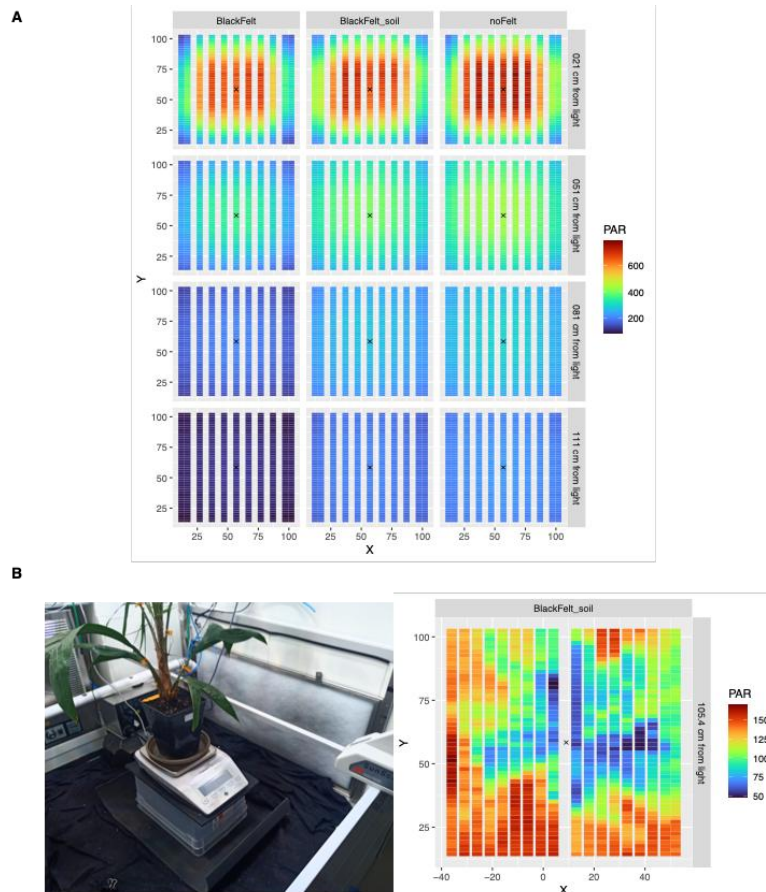 A
BlackFelt BlackFelt_soil noFelt
100
75
50
25
021 cm from light
100
75
50
25
051 cm from light
100
75
50
25
081 cm from light
100
75
50
25
111 cm from light
Y
25 50 75 100 25 50 75 100 25 50 75 100
X
PAR
600
400
200
B
BlackFelt_soil
100
75
50
25
Y
105.4 cm from light
−40 −20 0 20 40
X
PAR
150
100
50